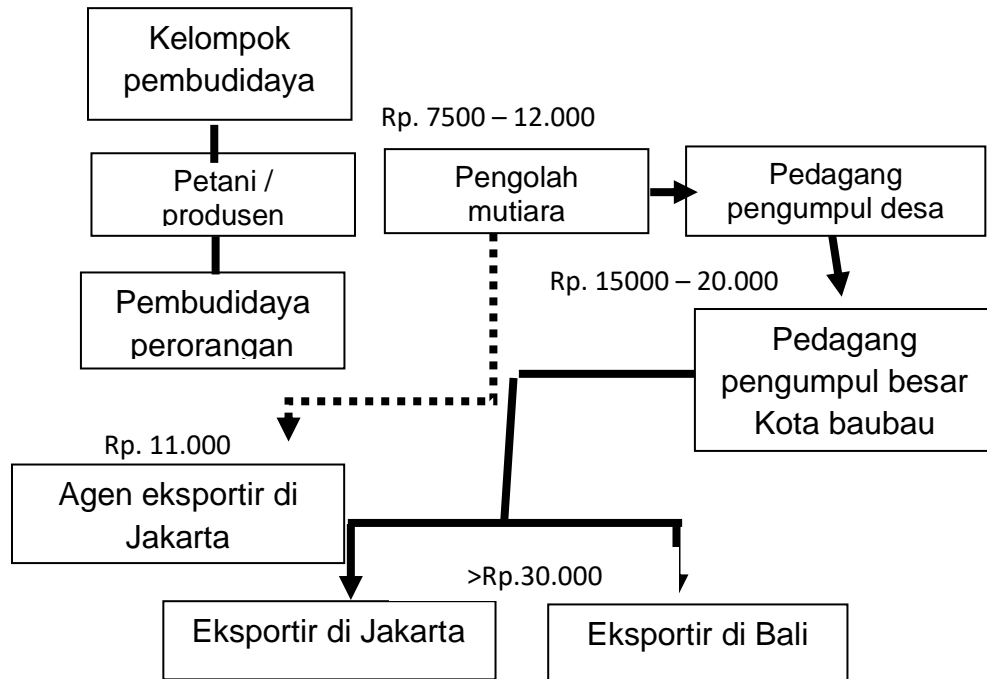 Kelompok
pembudidaya
Rp. 7500 – 12.000
Petani /
produsen
Pengolah
mutiara
Pedagang
pengumpul desa
Rp. 15000 – 20.000
Pembudidaya
perorangan
Pedagang
pengumpul besar
Kota baubau
Rp. 11.000
Agen eksportir di
Jakarta
>Rp.30.000
Eksportir di Jakarta
Eksportir di Bali